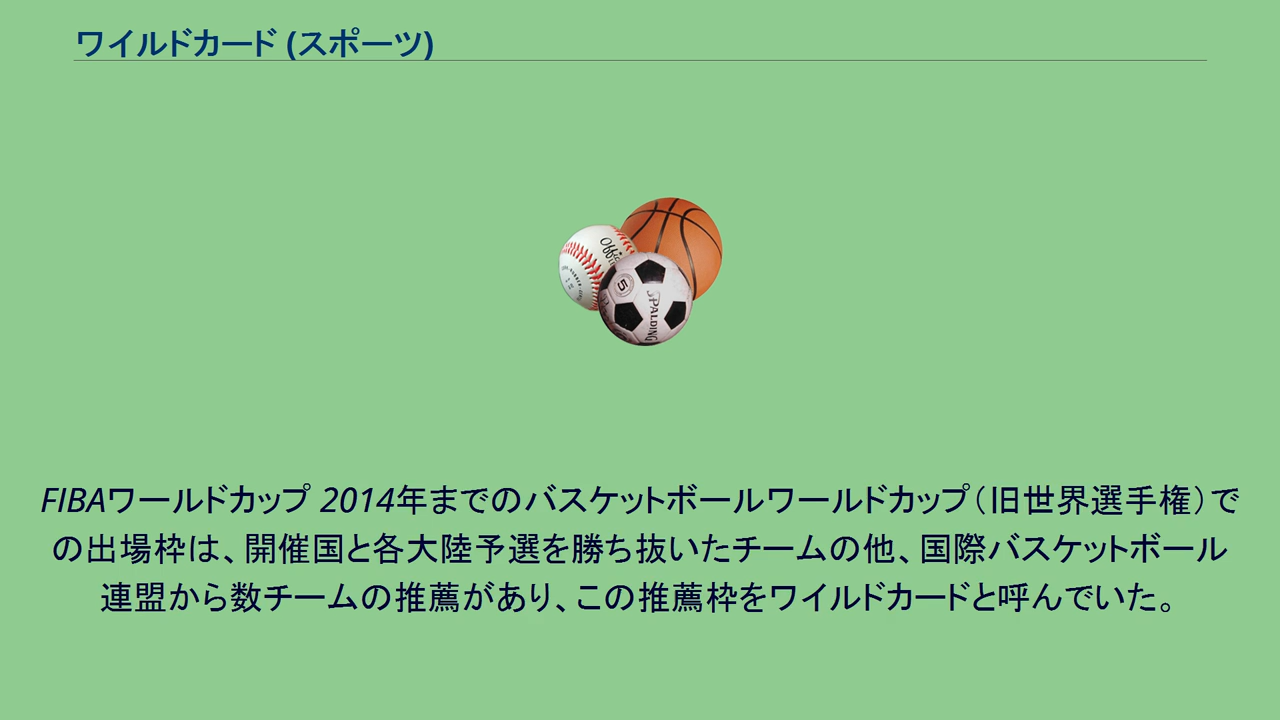 ワイルドカード (スポーツ)
Offic
5
SPALDING
FIBAワールドカップ 2014年までのバスケットボールワールドカップ（旧世界選手権）で
の出場枠は、開催国と各大陸予選を勝ち抜いたチームの他、国際バスケットボール
連盟から数チームの推薦があり、この推薦枠をワイルドカードと呼んでいた。